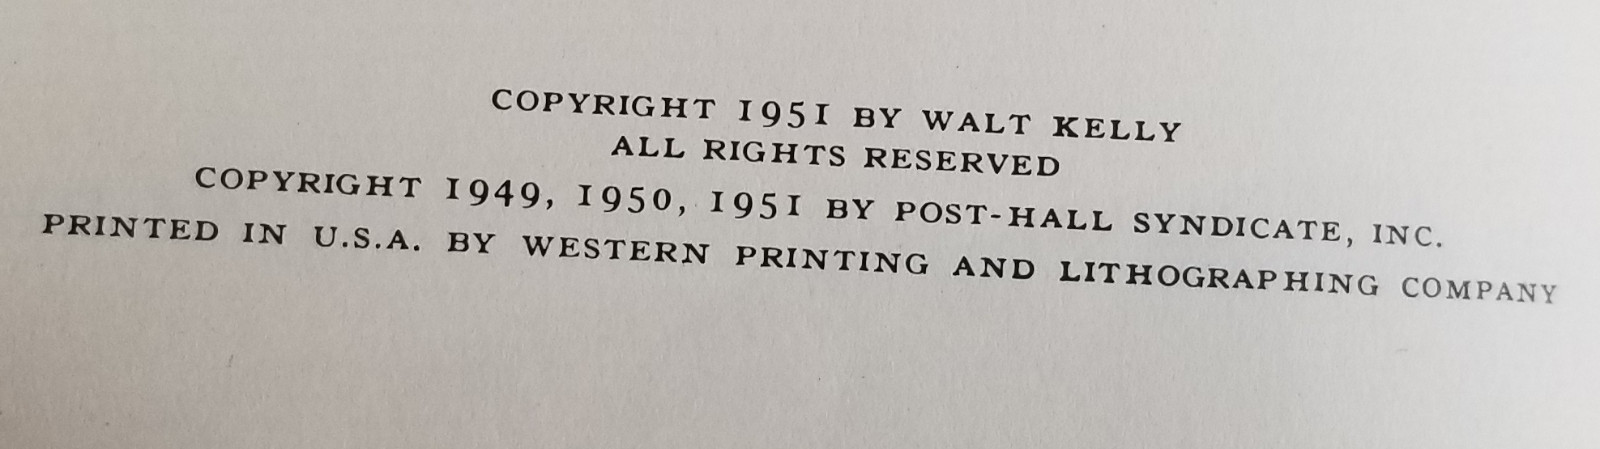 COPYRIGHT 1951 BY WALT KELLY
ALL RIGHTS RESERVED
COPYRIGHT 1949, 1950, 1951 BY POST-HALL SYNDICATE, INC.
PRINTED IN U.S.A. BY WESTERN PRINTING AND LITHOGRAPHING COMPANY